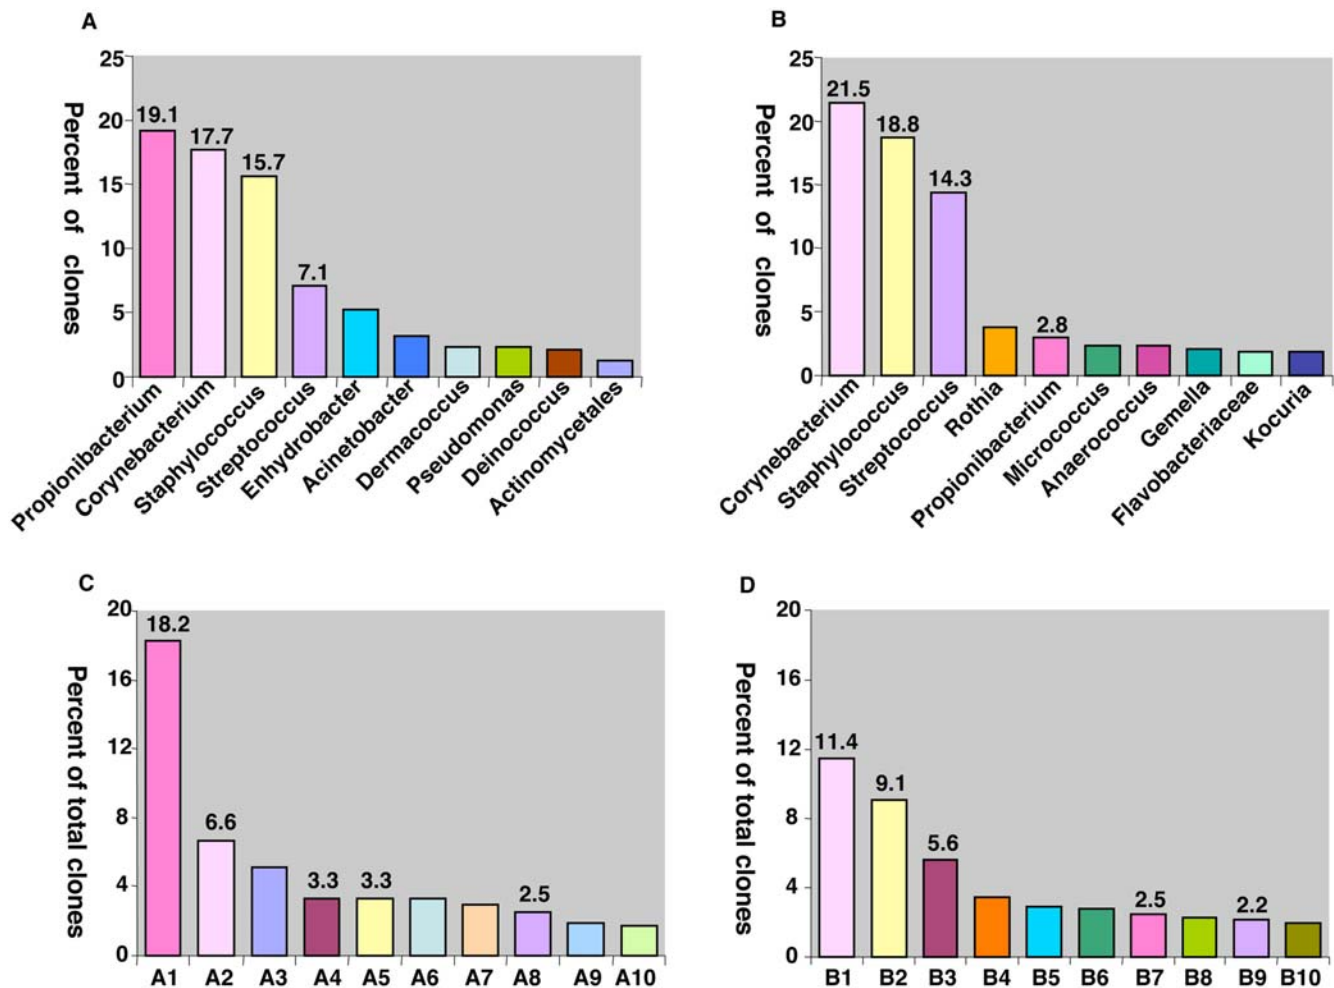 A
Percent of clones
25
20
15
10
5
0
19.1
17.7
15.7
7.1
Propionibacterium
Corynebacterium
Staphylococcus
Streptococcus
Enhydrobacter
Acinetobacter
Dermacoccus
Pseudomonas
Deinococcus
Actinomycetales
B
Percent of clones
25
20
15
10
5
0
21.5
18.8
14.3
2.8
Corynebacterium
Staphylococcus
Streptococcus
Rothia
Propionibacterium
Micrococcus
Anaerococcus
Gemella
Flavobacteriaceae
Kocuria
C
Percent of total clones
20
16
12
8
4
0
18.2
6.6
3.3
3.3
2.5
A1 A2 A3 A4 A5 A6 A7 A8 A9 A10
D
Percent of total clones
20
16
12
8
4
0
11.4
9.1
5.6
2.5
2.2
B1 B2 B3 B4 B5 B6 B7 B8 B9 B10